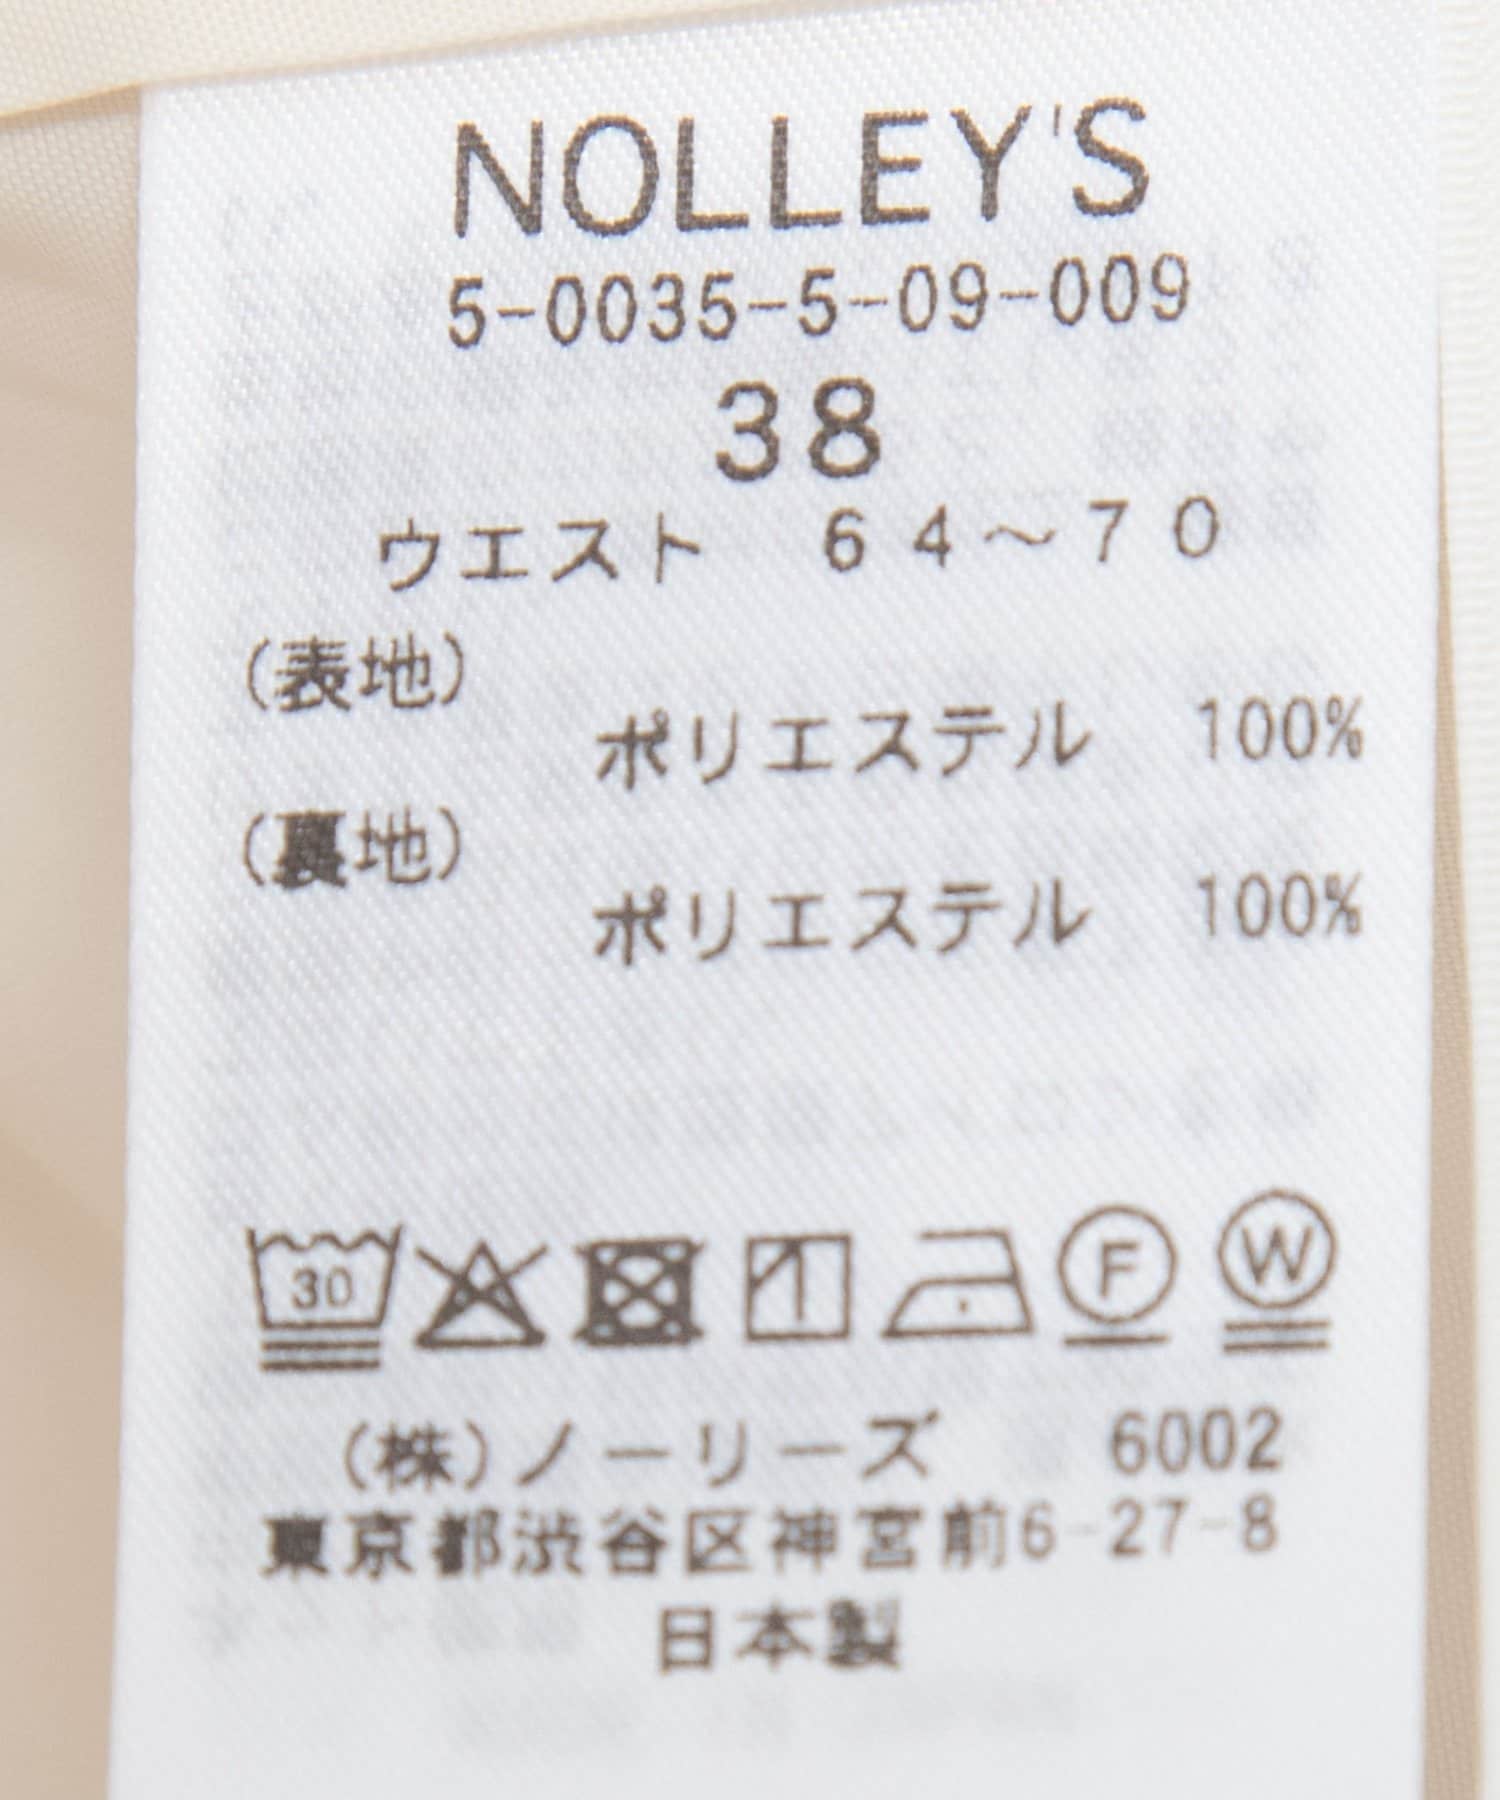 NOLLEY'S
5-0035-5-09-009
38
ウエスト 64～70
(表地)
ポリエステル 100%
(裏地)
ポリエステル 100%
30 F W
(株)ノーリーズ 6002
東京都渋谷区神宮前6-27-8
日本製